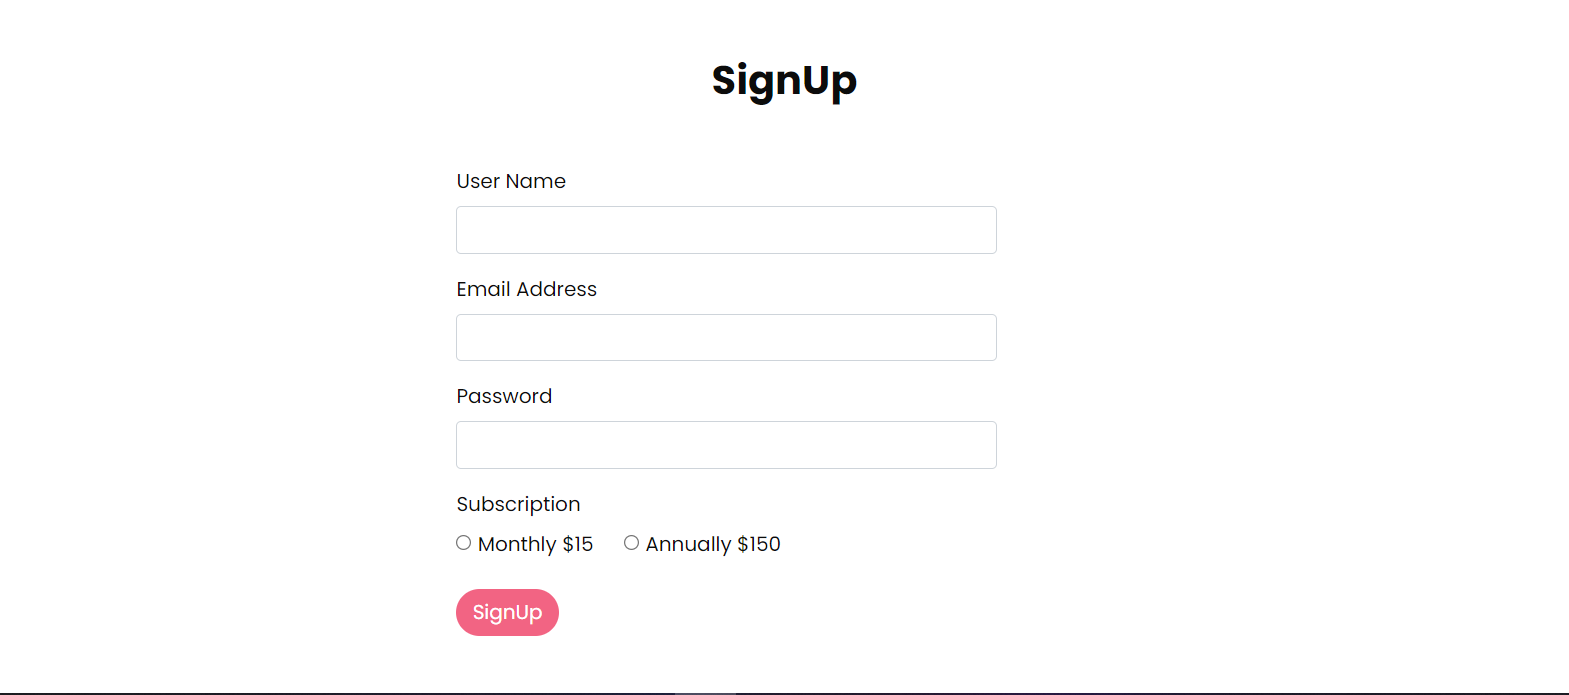 SignUp
User Name
Email Address
Password
Subscription
Monthly $15 Annually $150
SignUp